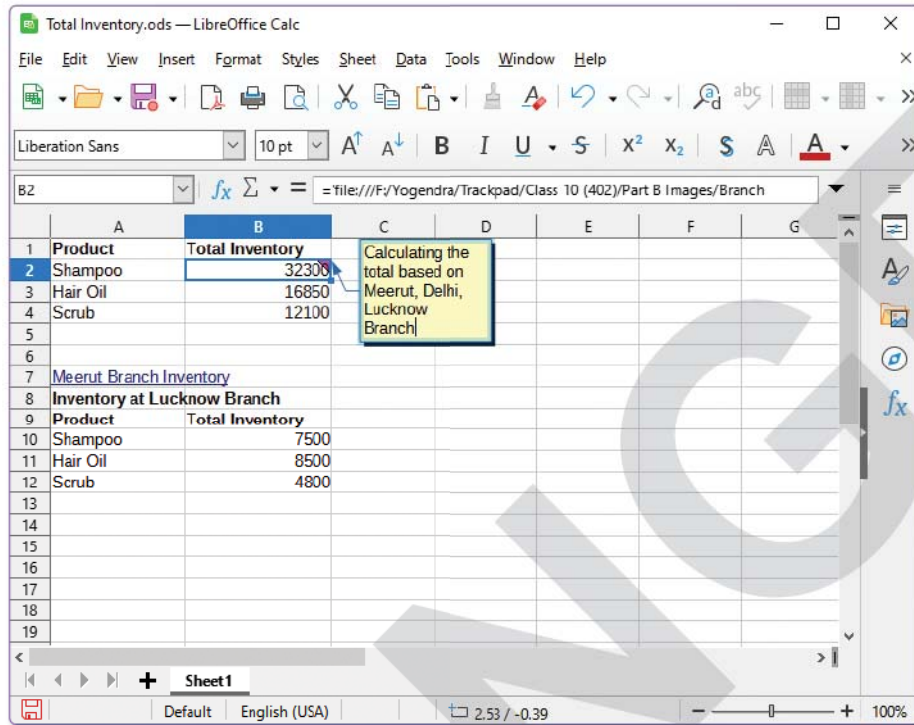 Total Inventory.ods — LibreOffice Calc
File Edit View Insert Format Styles Sheet Data Tools Window Help
Liberation Sans 10 pt A A B I U S X² X₂ S A A
B2 fx Σ = ='file:///F:/Yogendra/Trackpad/Class 10 (402)/Part B Images/Branch
A B C D E F G
1 Product Total Inventory
2 Shampoo 32300
3 Hair Oil 16850
4 Scrub 12100
Calculating the
total based on
Meerut, Delhi,
Lucknow
Branch
5
6
7 Meerut Branch Inventory
8 Inventory at Lucknow Branch
9 Product Total Inventory
10 Shampoo 7500
11 Hair Oil 8500
12 Scrub 4800
13
14
15
16
17
18
19
Sheet1
Default English (USA) 2.53 / -0.39 100%